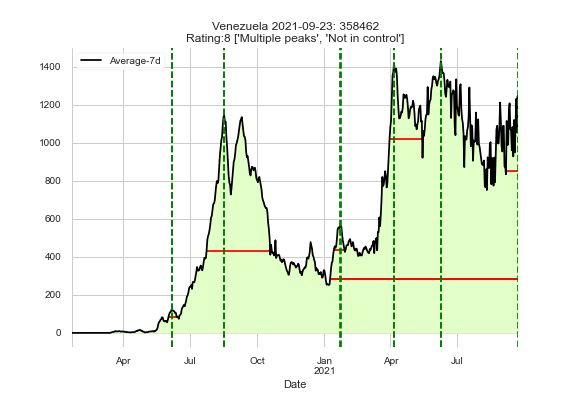 Venezuela 2021-09-23: 358462
Rating:8 ['Multiple peaks', 'Not in control']
Average-7d
1400
1200
1000
800
600
400
200
0
Apr Jul Oct Jan Apr Jul
2021
Date